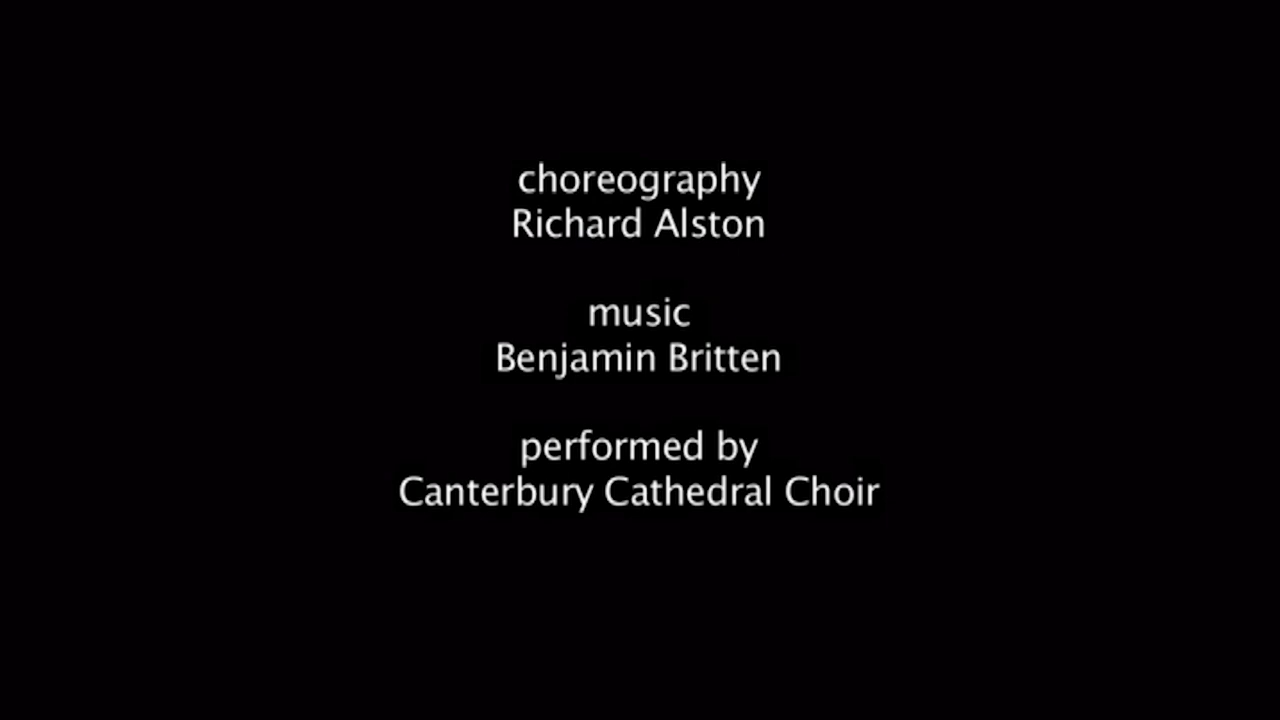 choreography
Richard Alston
music
Benjamin Britten
performed by
Canterbury Cathedral Choir